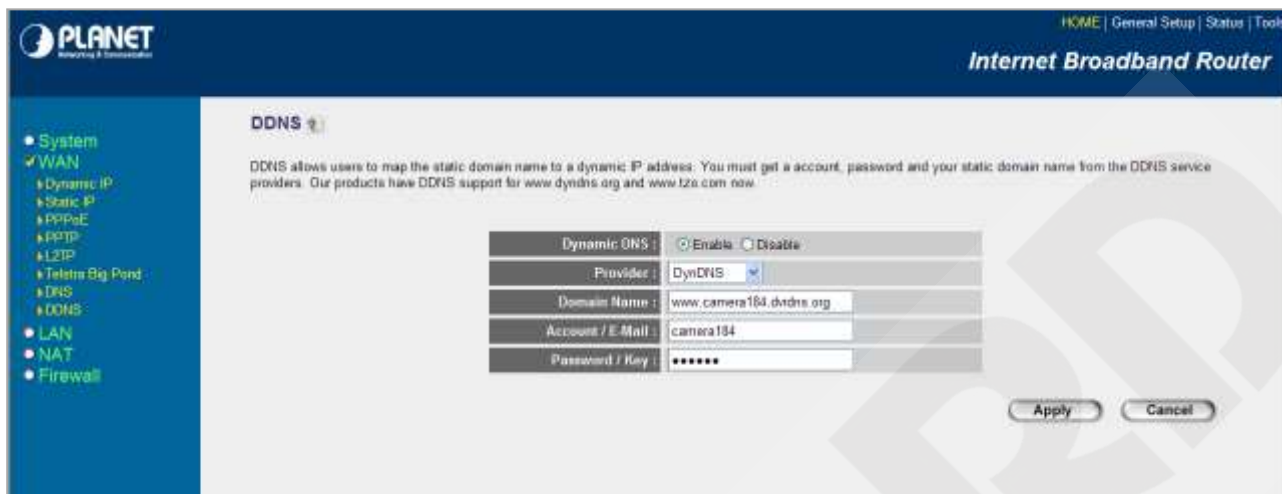 PLANET
Networking & Communication
HOME | General Setup | Status | Tools
Internet Broadband Router
System
WAN
Dynamic IP
Static IP
PPPoE
PPTP
L2TP
Telstra Big Pond
DNS
DDNS
LAN
NAT
Firewall
DDNS
DDNS allows users to map the static domain name to a dynamic IP address. You must get a account, password and your static domain name from the DDNS service
providers. Our products have DDNS support for www.dyndns.org and www.tzo.com now.
Dynamic DNS : Enable Disable
Provider : DynDNS
Domain Name : www.camera184.dvrdns.org
Account / E-Mail : camera184
Password / Key : ••••••
Apply Cancel